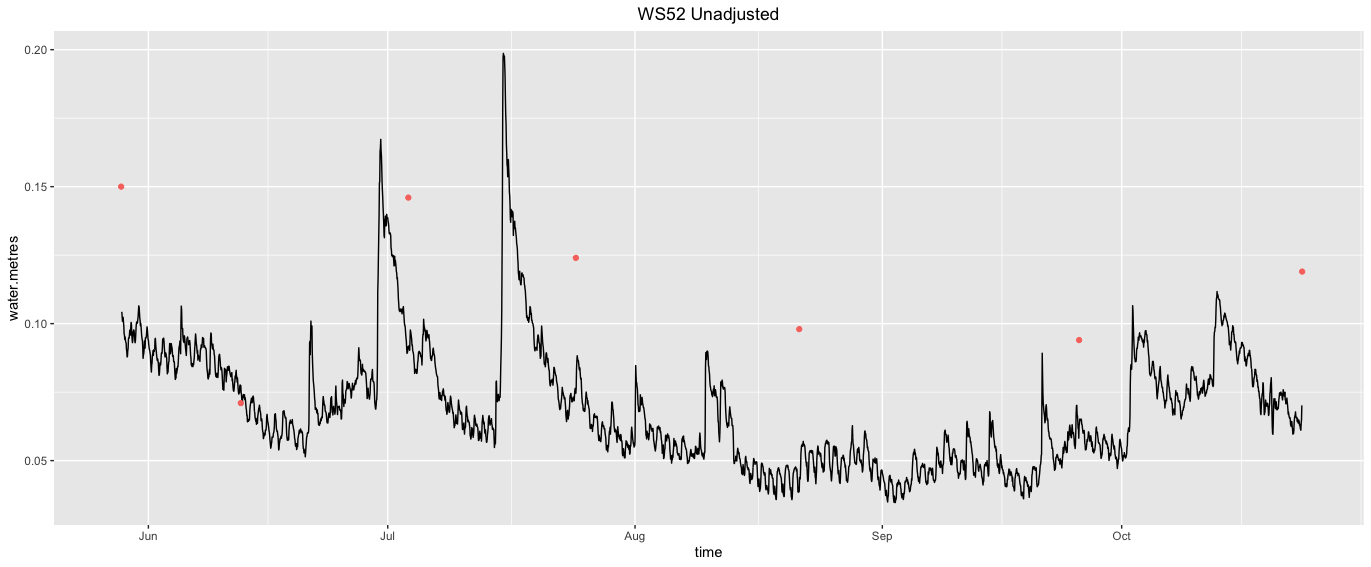 WS52 Unadjusted
0.20
0.15
0.10
0.05
water.metres
Jun Jul Aug Sep Oct
time